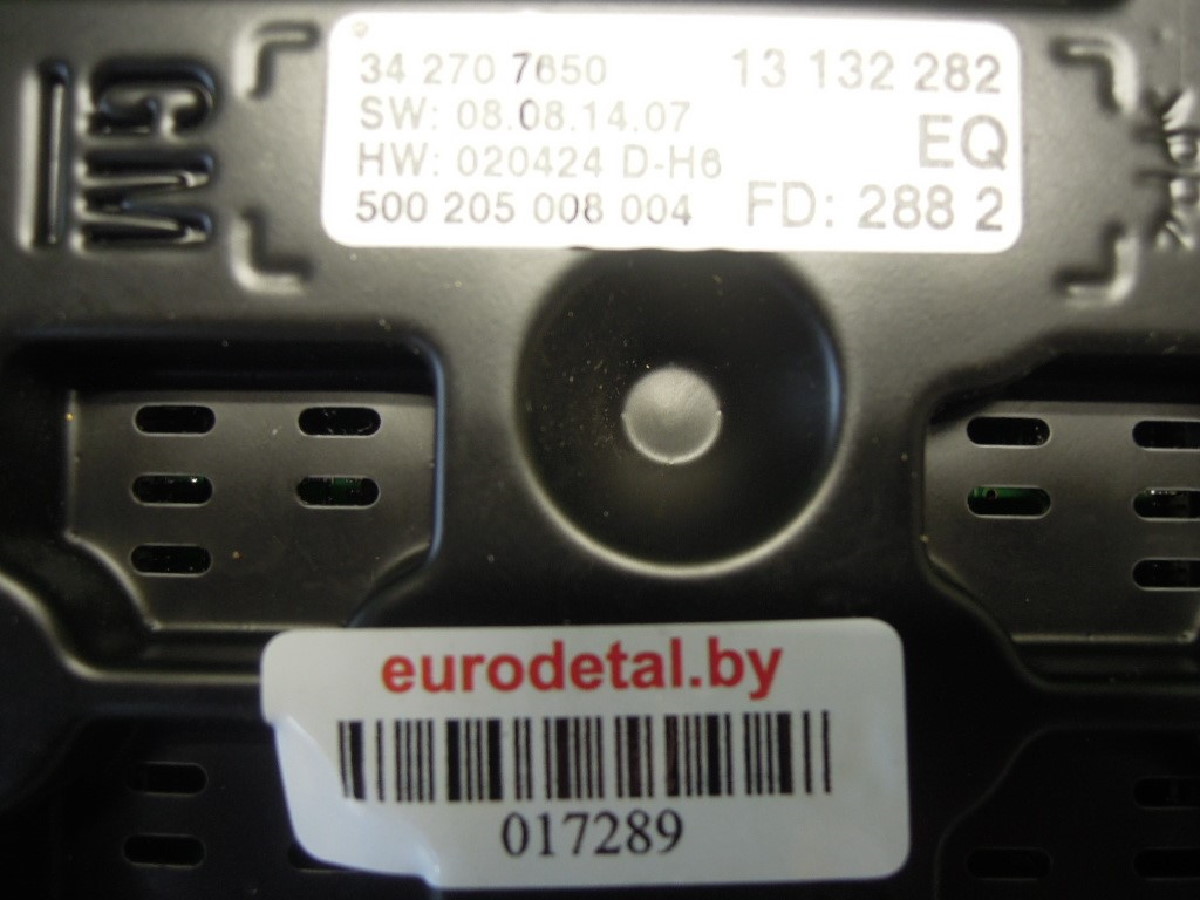 34 270 7650 13 132 282
SW: 08.08.14.07
HW: 020424 D-H6 EQ
500 205 008 004 FD: 288 2
GM
eurodetal.by
017289